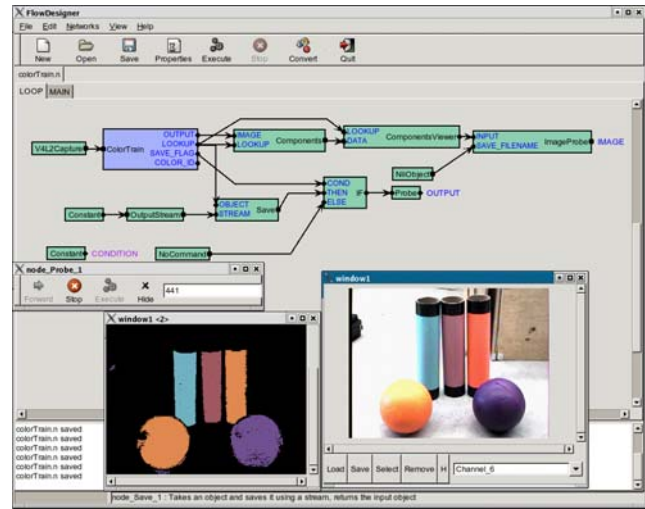 FlowDesigner
File Edit Networks View Help
New Open Save Properties Execute Stop Convert Quit
colorTrain.n
LOOP MAIN
V4L2Capture
ColorTrain
OUTPUT
LOOKUP
SAVE_FLAG
COLOR_ID
IMAGE
LOOKUP
Components
LOOKUP
DATA
ComponentsViewer
INPUT
SAVE_FILENAME
ImageProbe
IMAGE
NilObject
COND
THEN
ELSE
IF
Probe
OUTPUT
Constant
OutputStream
OBJECT
STREAM
Save
Constant
CONDITION
NoCommand
node_Probe_1
Forward Stop Execute Hide 441
window1 <2>
window1
Load Save Select Remove H Channel_6
colorTrain.n saved
colorTrain.n saved
colorTrain.n saved
colorTrain.n saved
colorTrain.n saved
colorTrain.n saved
node_Save_1 : Takes an object and saves it using a stream, returns the input object